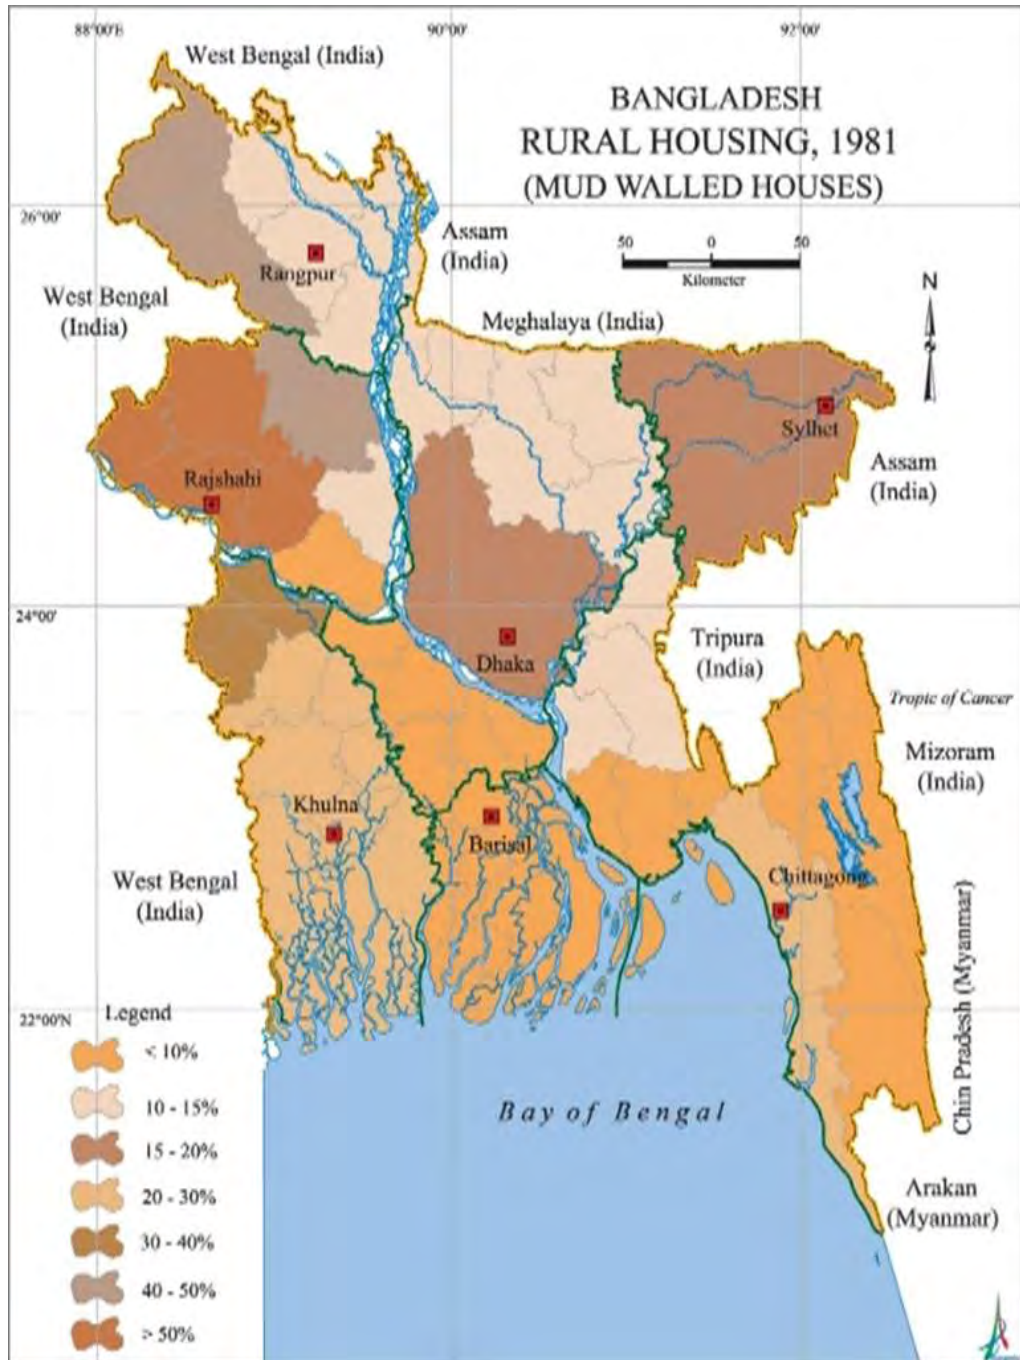 88°00'E
90°00'
92°00'
West Bengal (India)
BANGLADESH
RURAL HOUSING, 1981
(MUD WALLED HOUSES)
26°00'
Assam
(India)
50 0 50
Kilometer
Rangpur
N
West Bengal
(India)
Meghalaya (India)
Sylhet
Assam
(India)
Rajshahi
24°00'
Tripura
(India)
Dhaka
Tropic of Cancer
Mizoram
(India)
Khulna
Barisal
West Bengal
(India)
Chittagong
Chin Pradesh (Myanmar)
22°00'N
Legend
< 10%
10 - 15%
15 - 20%
20 - 30%
30 - 40%
40 - 50%
> 50%
Bay of Bengal
Arakan
(Myanmar)